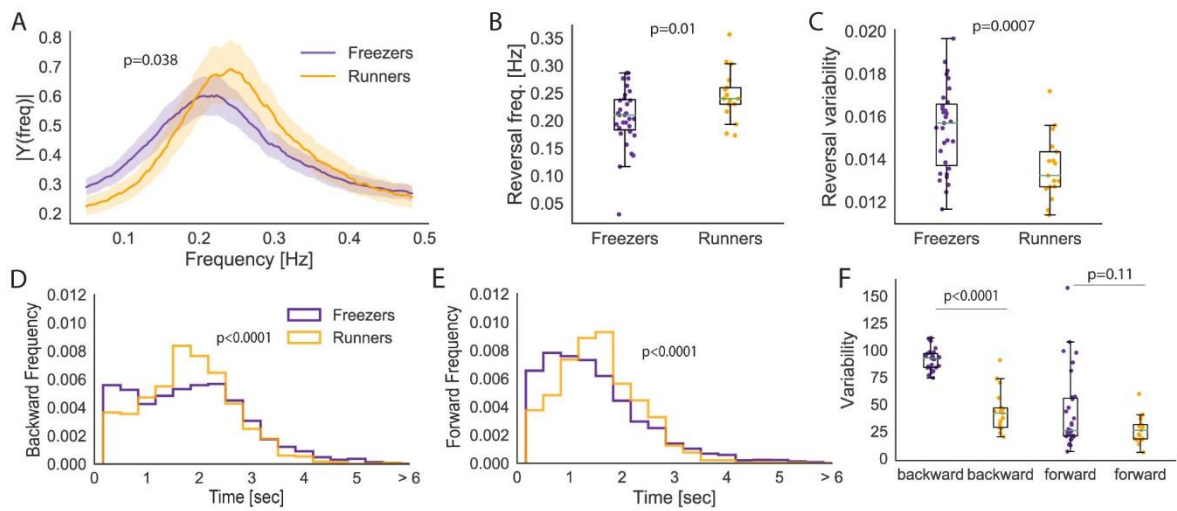 A
|Y(freq)|
0.8
0.7
0.6
0.5
0.4
0.3
0.2
p=0.038
Freezers
Runners
0.1 0.2 0.3 0.4 0.5
Frequency [Hz]
B
Reversal freq. [Hz]
0.35
0.30
0.25
0.20
0.15
0.10
0.05
p=0.01
Freezers Runners
C
Reversal variability
0.020
0.018
0.016
0.014
0.012
p=0.0007
Freezers Runners
D
Backward Frequency
0.012
0.010
0.008
0.006
0.004
0.002
0.000
Freezers
Runners
p<0.0001
0 1 2 3 4 5 > 6
Time [sec]
E
Forward Frequency
0.012
0.010
0.008
0.006
0.004
0.002
0.000
p<0.0001
0 1 2 3 4 5 > 6
Time [sec]
F
Variability
150
125
100
75
50
25
0
p<0.0001
p=0.11
backward backward forward forward